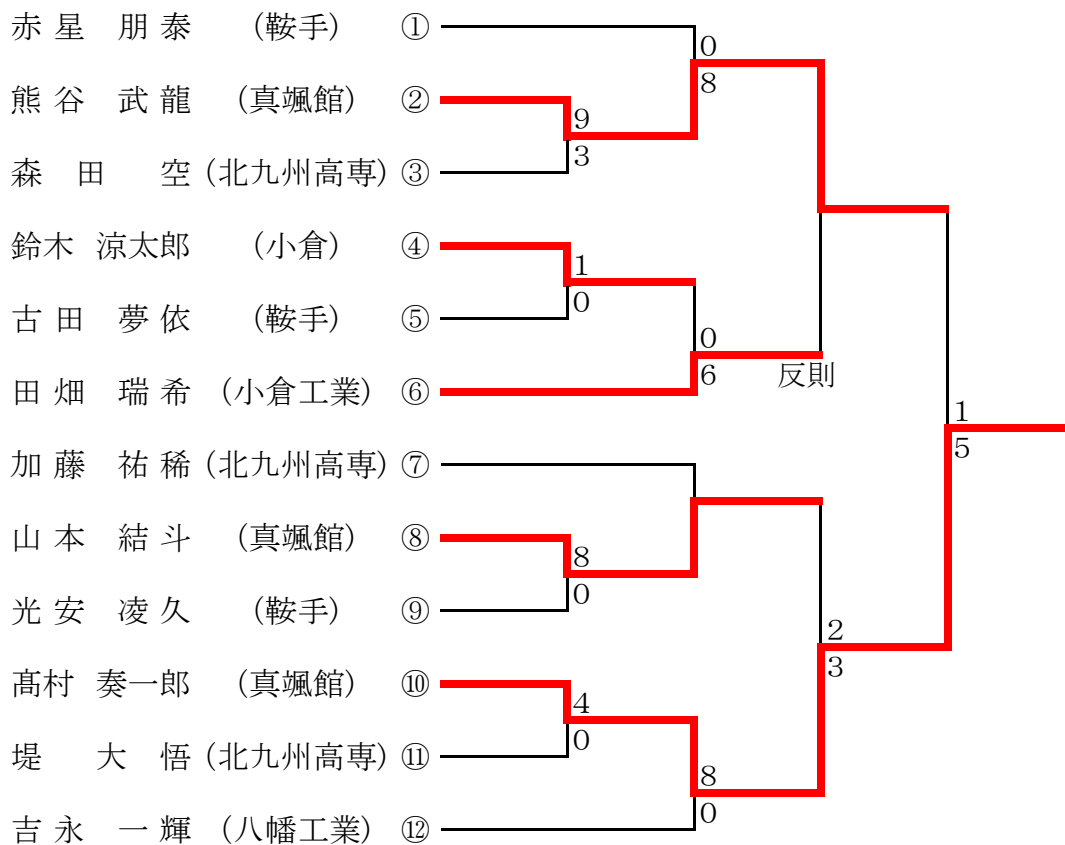 赤星 朋泰 (鞍手) ①
0
8
熊谷 武龍 (真颯館) ②
9
3
森田 空 (北九州高専) ③
鈴木 涼太郎 (小倉) ④
1
0
古田 夢依 (鞍手) ⑤
0
6
反則
田畑 瑞希 (小倉工業) ⑥
1
5
加藤 祐稀 (北九州高専) ⑦
山本 結斗 (真颯館) ⑧
8
0
光安 凌久 (鞍手) ⑨
2
3
髙村 奏一郎 (真颯館) ⑩
4
0
堤 大悟 (北九州高専) ⑪
8
0
吉永 一輝 (八幡工業) ⑫